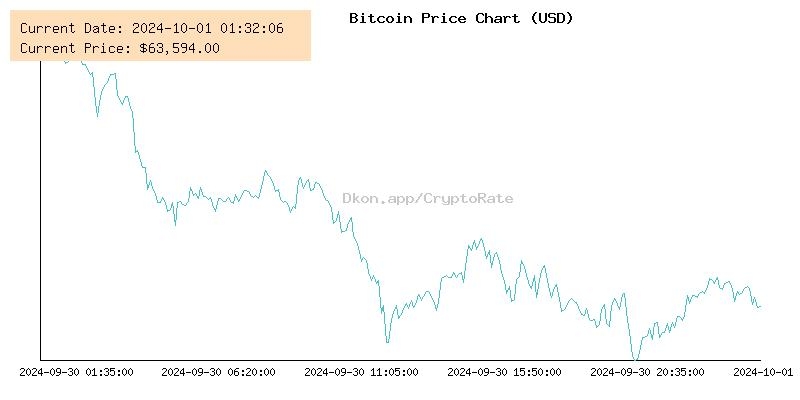 Bitcoin Price Chart (USD)
Current Date: 2024-10-01 01:32:06
Current Price: $63,594.00
Dkon.app/CryptoRate
2024-09-30 01:35:00 2024-09-30 06:20:00 2024-09-30 11:05:00 2024-09-30 15:50:00 2024-09-30 20:35:00 2024-10-01